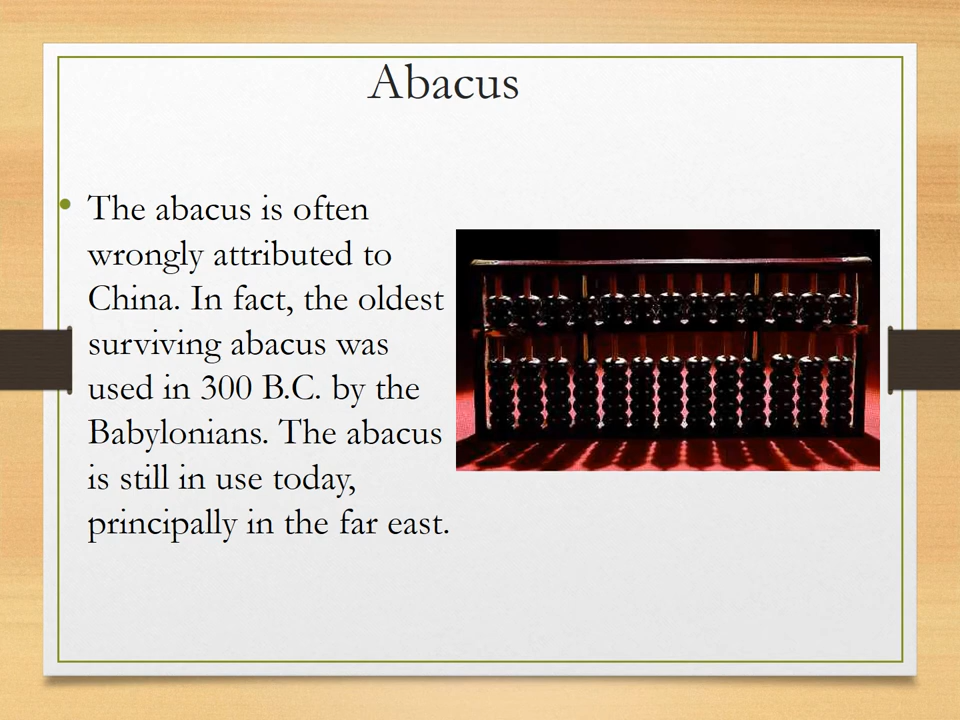 Abacus
• The abacus is often
wrongly attributed to
China. In fact, the oldest
surviving abacus was
used in 300 B.C. by the
Babylonians. The abacus
is still in use today,
principally in the far east.